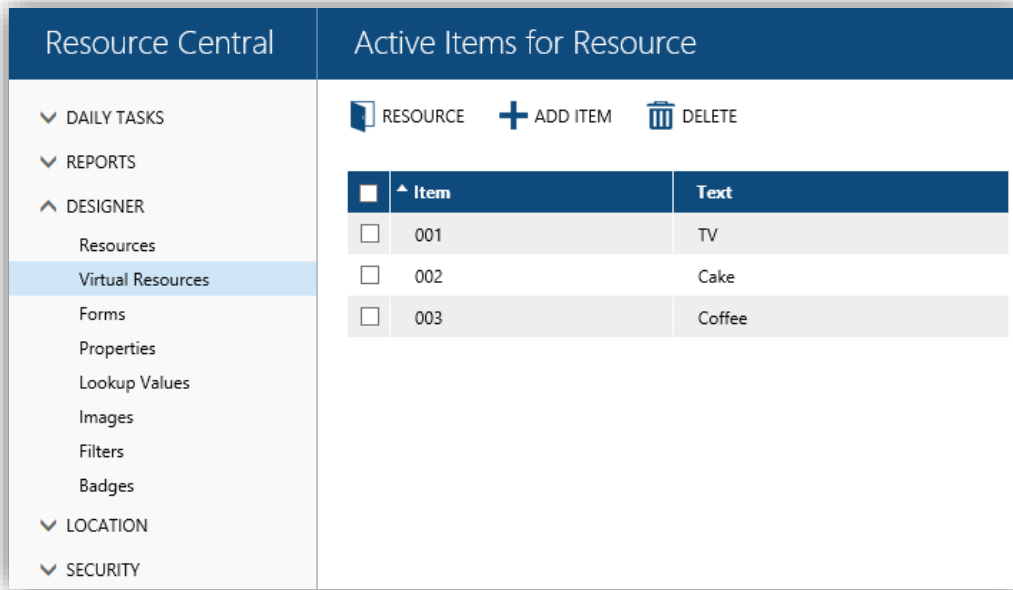 Resource Central
Active Items for Resource
DAILY TASKS
REPORTS
DESIGNER
Resources
Virtual Resources
Forms
Properties
Lookup Values
Images
Filters
Badges
LOCATION
SECURITY
RESOURCE ADD ITEM DELETE
Item Text
001 TV
002 Cake
003 Coffee